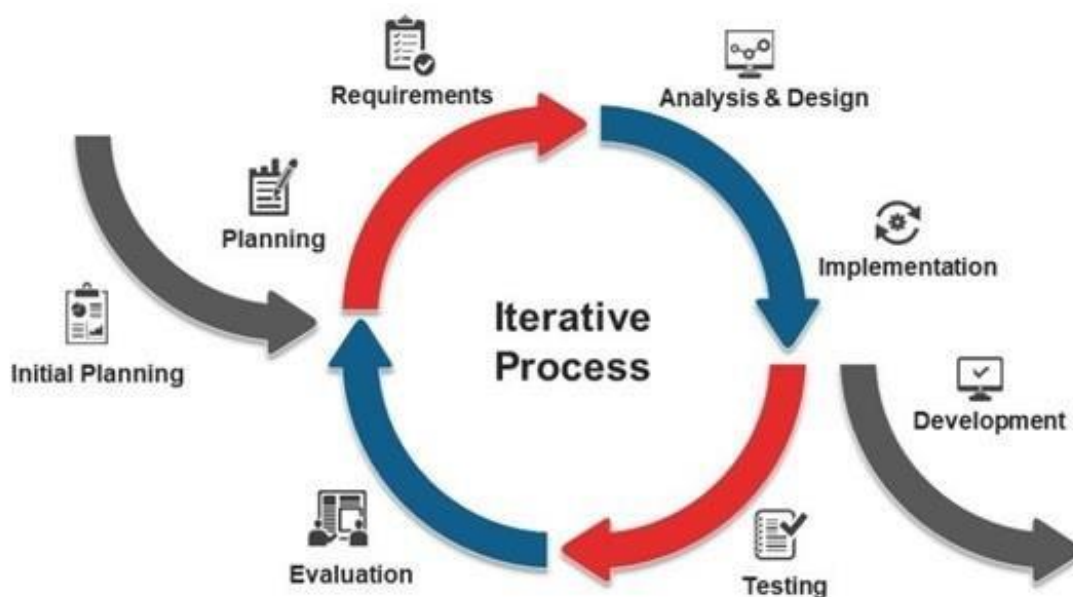 Requirements
Analysis & Design
Planning
Implementation
Iterative
Process
Initial Planning
Development
Evaluation
Testing